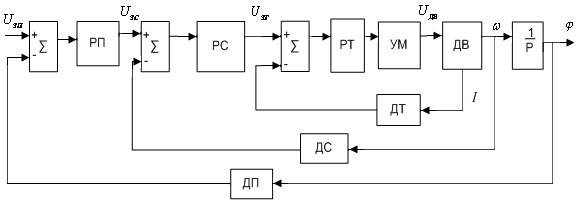 Uзп Uзс Uзт Uдв ω φ
+ + +
Σ РП Σ РС Σ РТ УМ ДВ 1/P
- - -
ДТ I
ДС
ДП